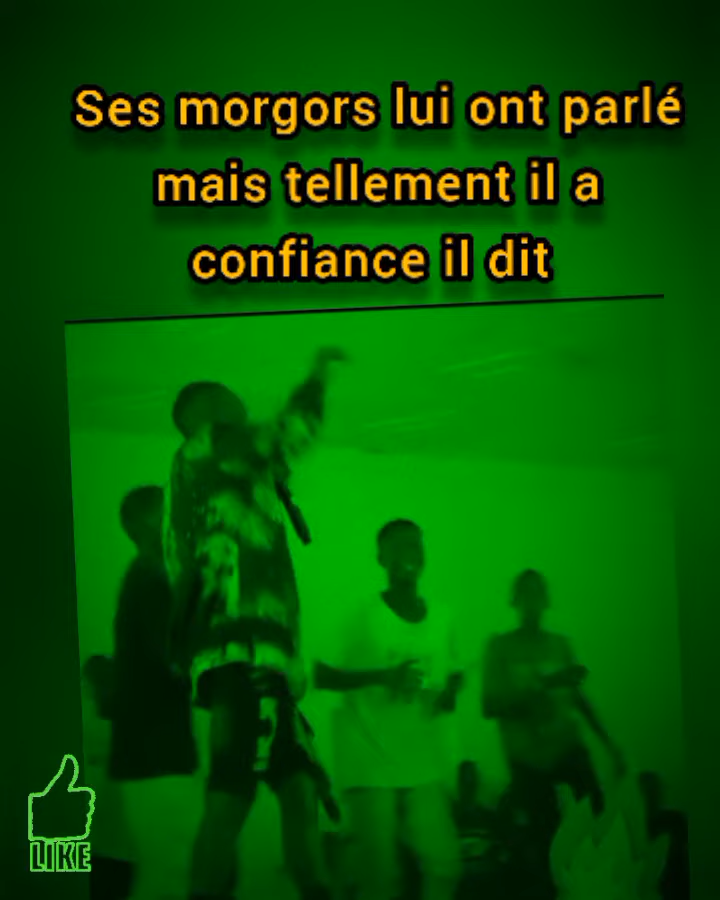 Ses morgors lui ont parlé
mais tellement il a
confiance il dit
LIKE